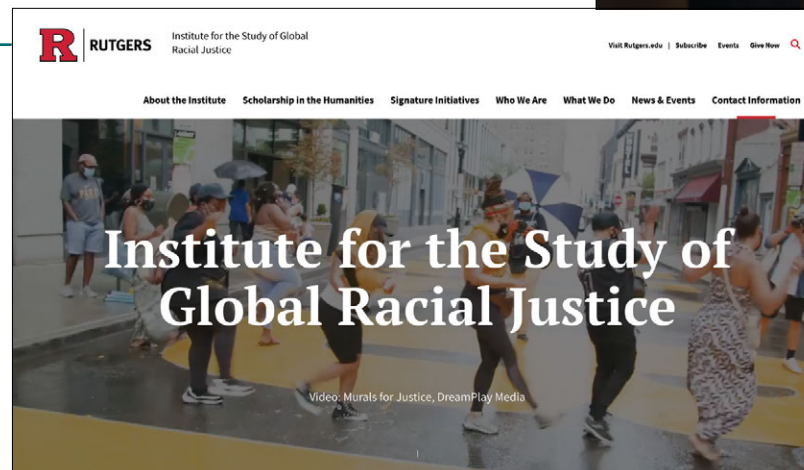 R RUTGERS
Institute for the Study of Global
Racial Justice
Visit Rutgers.edu | Subscribe Events Give Now
About the Institute Scholarship in the Humanities Signature Initiatives Who We Are What We Do News & Events Contact Information
Institute for the Study of
Global Racial Justice
Video: Murals for Justice, DreamPlay Media